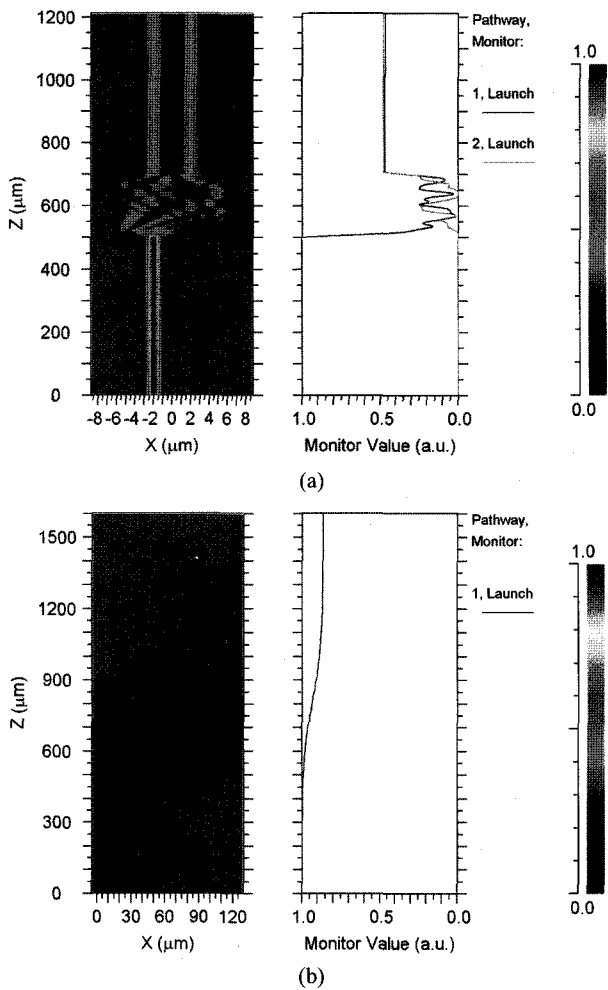 1200
1000
800
600
400
200
0
Z (µm)
-8 -6 -4 -2 0 2 4 6 8
X (µm)
1.0 0.5 0.0
Monitor Value (a.u.)
Pathway,
Monitor:
1, Launch
2, Launch
1.0
0.0
(a)
1500
1200
900
600
300
0
Z (µm)
0 30 60 90 120
X (µm)
1.0 0.5 0.0
Monitor Value (a.u.)
Pathway,
Monitor:
1, Launch
1.0
0.0
(b)